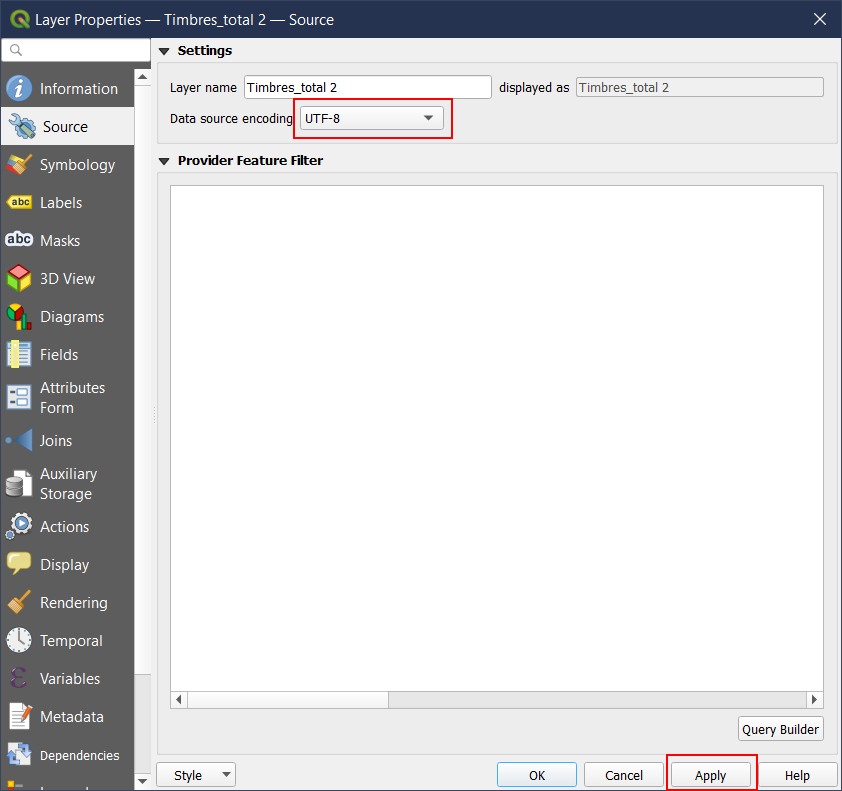 Layer Properties — Timbres_total 2 — Source
Settings
Layer name Timbres_total 2 displayed as Timbres_total 2
Data source encoding UTF-8
Provider Feature Filter
Information
Source
Symbology
abc Labels
abc Masks
3D View
Diagrams
Fields
Attributes
Form
Joins
Auxiliary
Storage
Actions
Display
Rendering
Temporal
Variables
Metadata
Dependencies
Query Builder
Style OK Cancel Apply Help